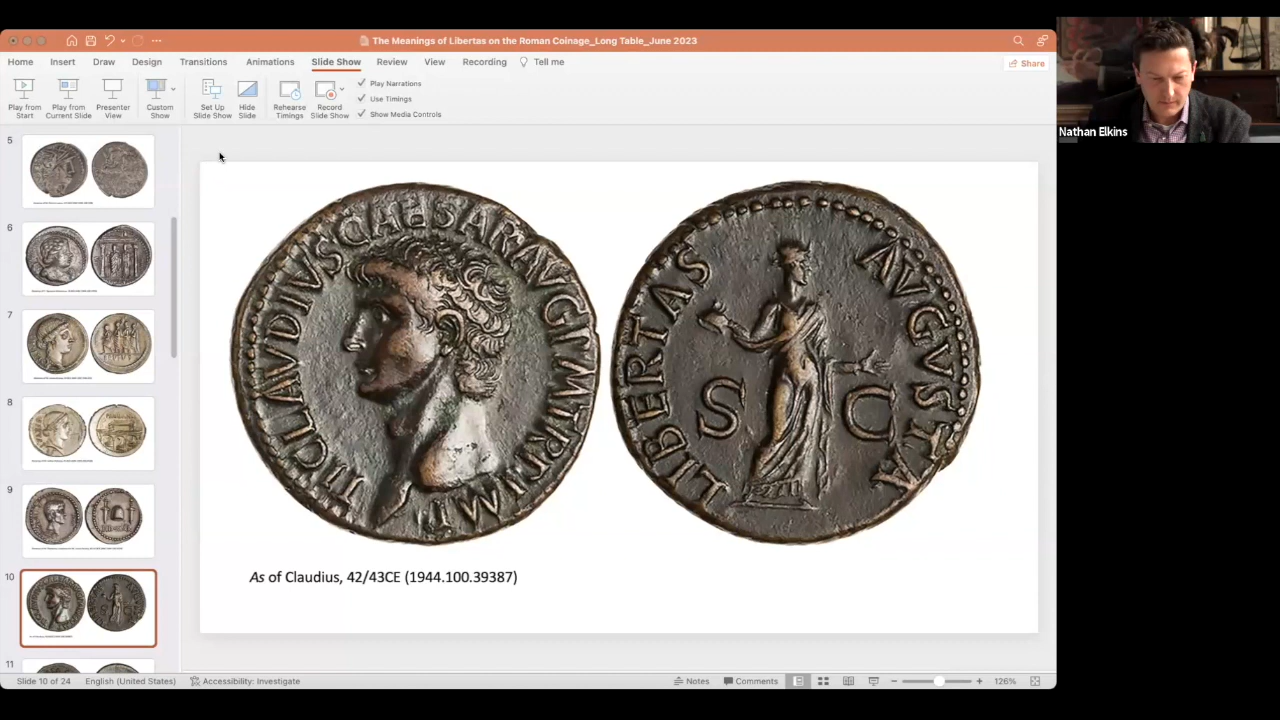 The Meanings of Libertas on the Roman Coinage_Long Table_June 2023
Home Insert Draw Design Transitions Animations Slide Show Review View Recording Tell me
Share
Play from Start
Play from Current Slide
Presenter View
Custom Show
Set Up Slide Show
Hide Slide
Rehearse Timings
Record Slide Show
Play Narrations
Use Timings
Show Media Controls
Nathan Elkins
5
6
7
8
9
10
11
TI CLAVDIVS CAESAR AVG P M TR P IMP
LIBERTAS AVGVSTA
S C
As of Claudius, 42/43CE (1944.100.39387)
Slide 10 of 24 English (United States) Accessibility: Investigate Notes Comments 126%